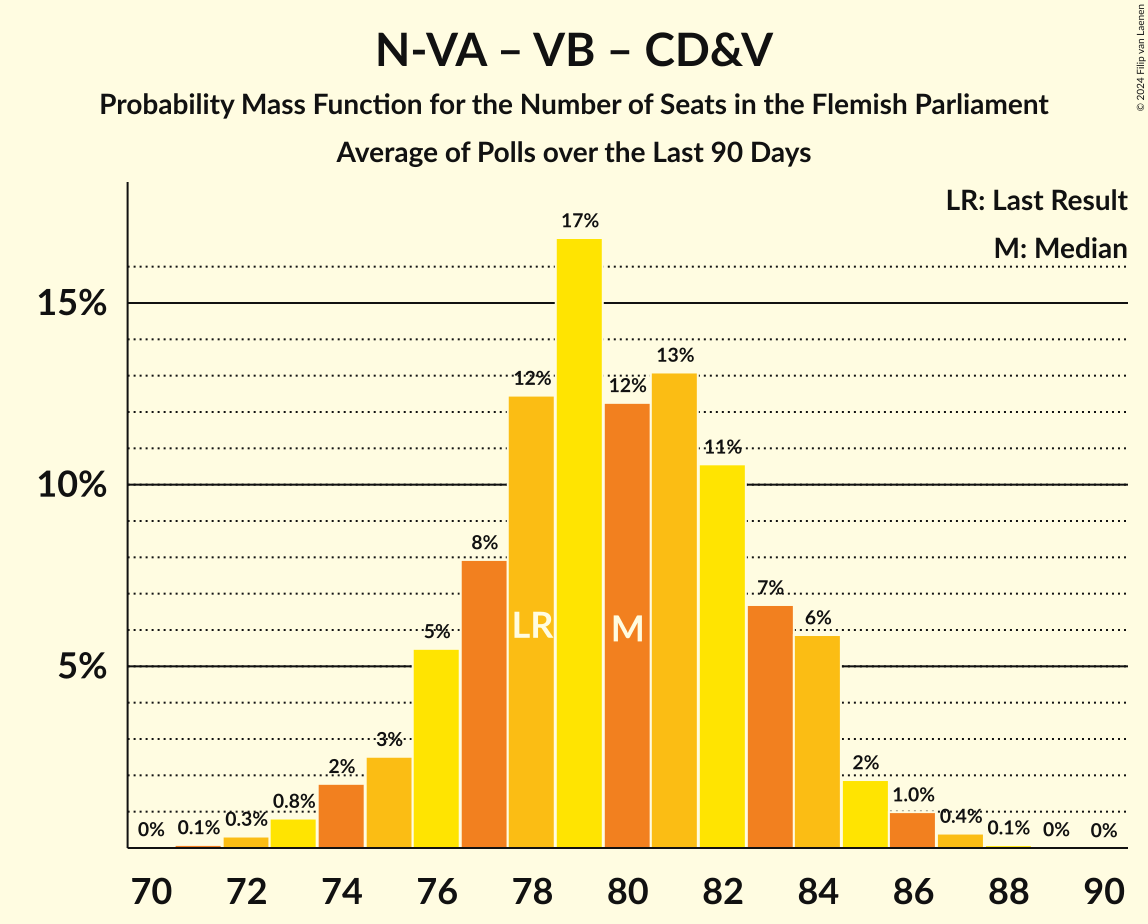 N-VA – VB – CD&V
Probability Mass Function for the Number of Seats in the Flemish Parliament
Average of Polls over the Last 90 Days
© 2024 Filip van Laenen
LR: Last Result
M: Median
17%
15%
13%
12%
12%
11%
10%
8%
7%
6%
5%
5%
LR
M
3%
2%
2%
0.8%
1.0%
0.3%
0.4%
0%
0.1%
0.1%
0%
0%
70 72 74 76 78 80 82 84 86 88 90